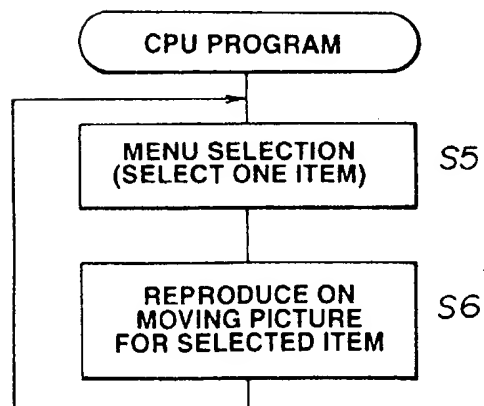 CPU PROGRAM
MENU SELECTION
(SELECT ONE ITEM)
S5
REPRODUCE ON
MOVING PICTURE
FOR SELECTED ITEM
S6